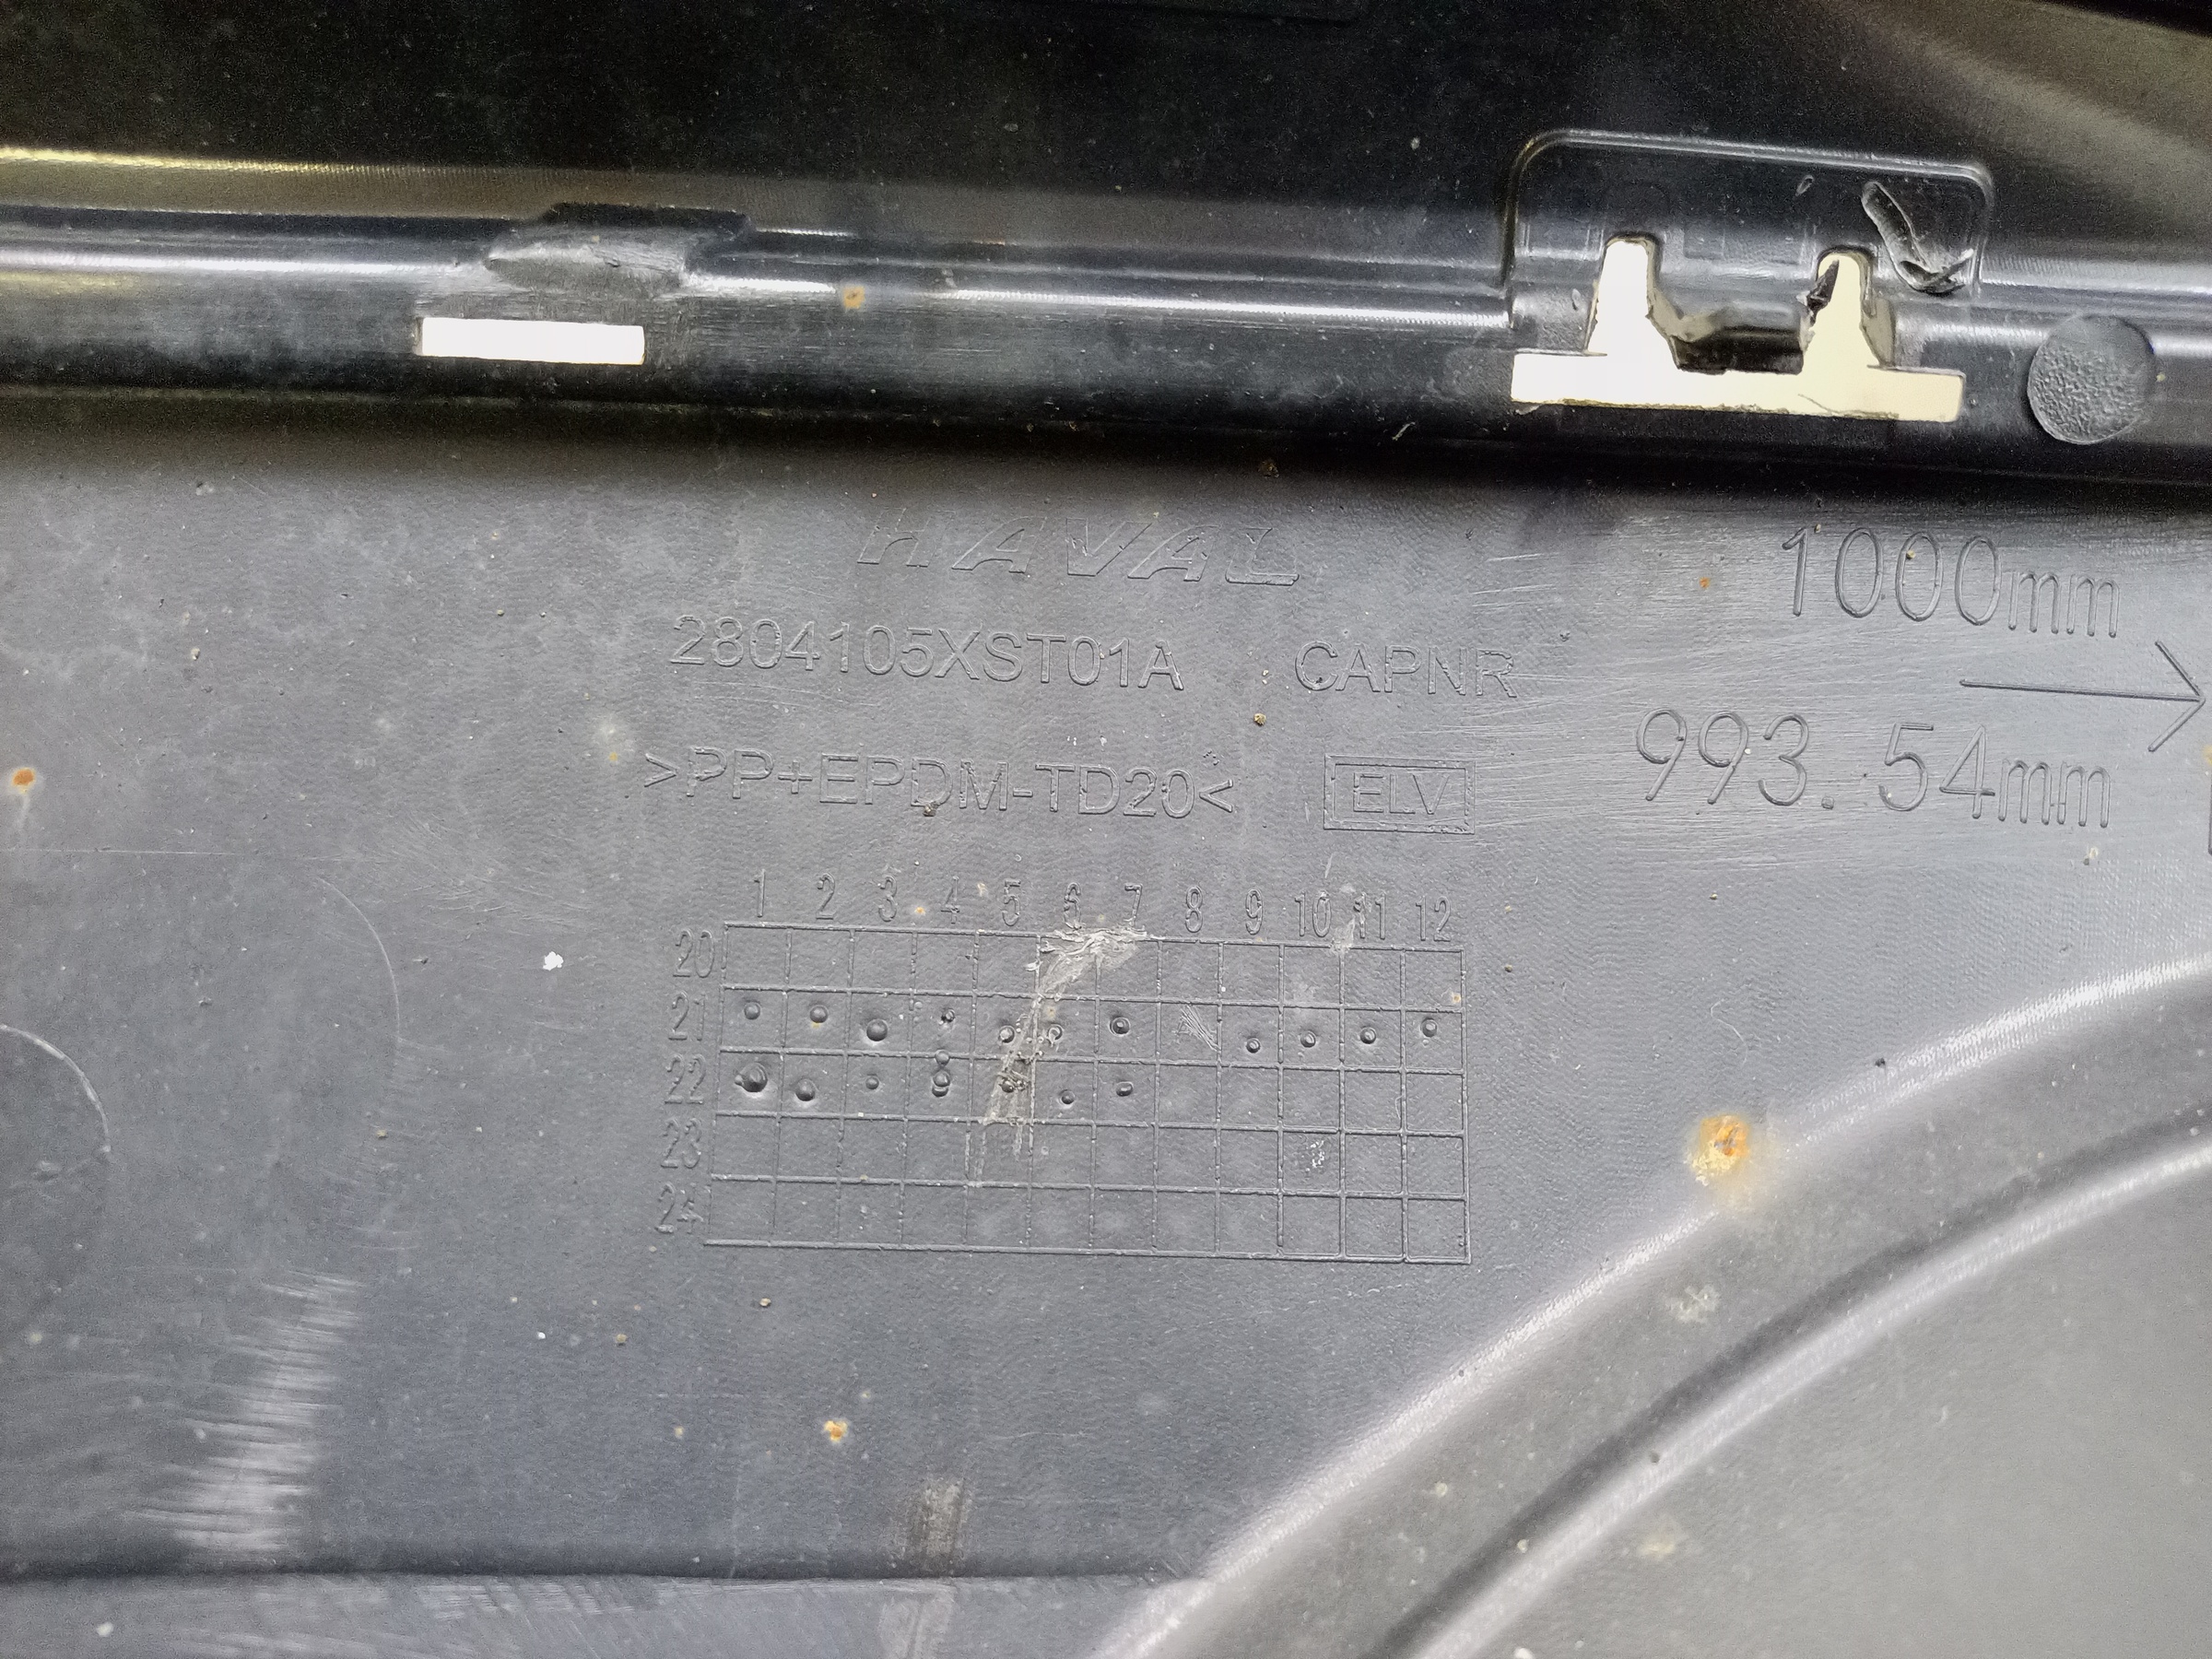 HAVAL
2804105XST01A CAPNR
>PP+EPDM-TD20<
ELV
1000mm
993.54mm
1 2 3 4 5 6 7 8 9 10 11 12
20
21
22
23
24